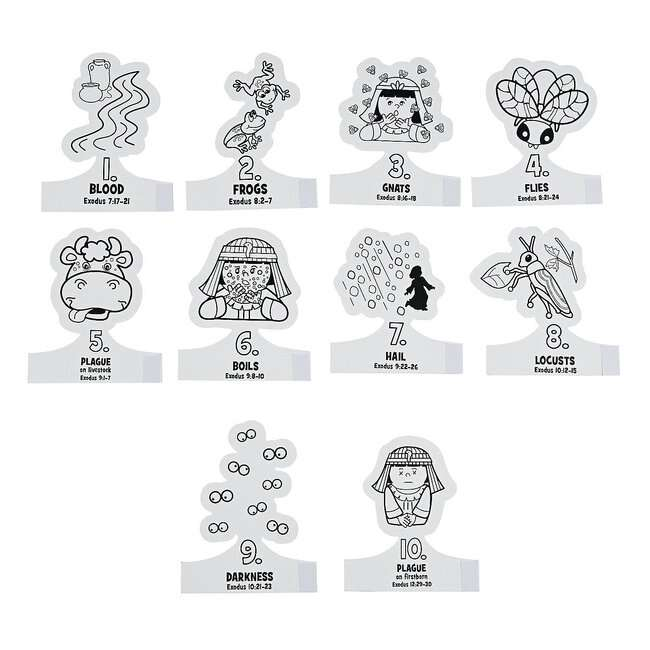 1.
BLOOD
Exodus 7:17-21
2.
FROGS
Exodus 8:2-7
3.
GNATS
Exodus 8:16-18
4.
FLIES
Exodus 8:21-24
5.
PLAGUE
on livestock
Exodus 9:1-7
6.
BOILS
Exodus 9:8-10
7.
HAIL
Exodus 9:22-26
8.
LOCUSTS
Exodus 10:12-15
9.
DARKNESS
Exodus 10:21-23
10.
PLAGUE
on firstborn
Exodus 12:29-30